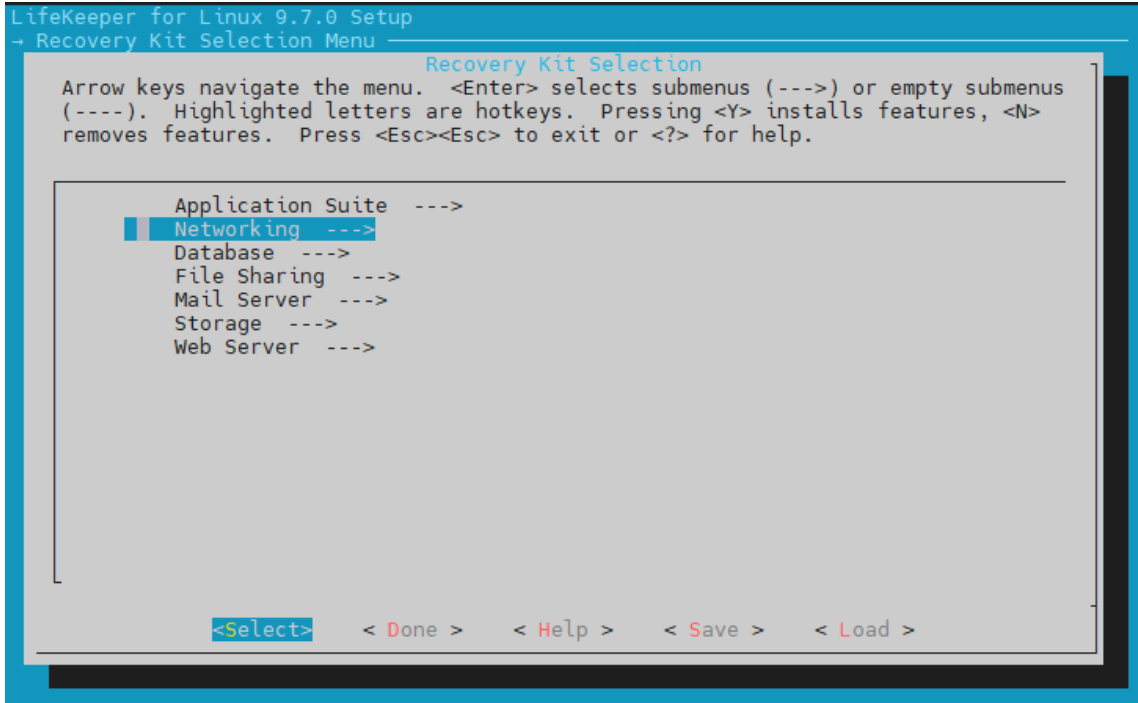 LifeKeeper for Linux 9.7.0 Setup
→ Recovery Kit Selection Menu
Recovery Kit Selection
Arrow keys navigate the menu.  <Enter> selects submenus (--->) or empty submenus
(----).  Highlighted letters are hotkeys.  Pressing <Y> installs features, <N>
removes features.  Press <Esc><Esc> to exit or <?> for help.
Application Suite  --->
Networking  --->
Database  --->
File Sharing  --->
Mail Server  --->
Storage  --->
Web Server  --->
<Select>    < Done >    < Help >    < Save >    < Load >